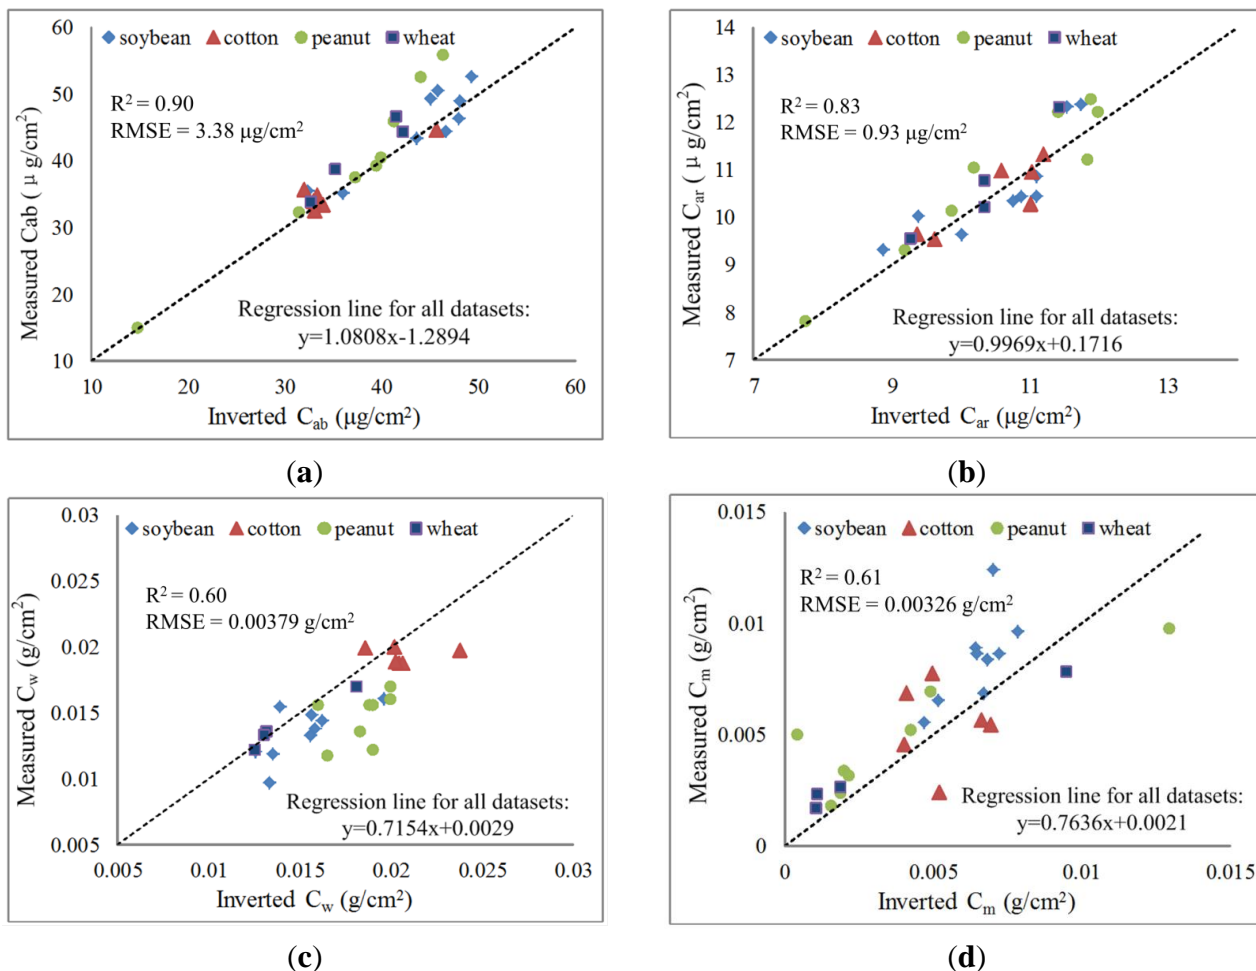 60
50
40
30
20
10
Measured Cab ( μ g/cm²)
soybean cotton peanut wheat
R² = 0.90
RMSE = 3.38 μg/cm²
Regression line for all datasets:
y=1.0808x-1.2894
10 20 30 40 50 60
Inverted C_ab (μg/cm²)
(a)
14
13
12
11
10
9
8
7
Measured C_ar ( μ g/cm²)
soybean cotton peanut wheat
R² = 0.83
RMSE = 0.93 μg/cm²
Regression line for all datasets:
y=0.9969x+0.1716
7 9 11 13
Inverted C_ar (μg/cm²)
(b)
0.03
0.025
0.02
0.015
0.01
0.005
Measured C_w (g/cm²)
soybean cotton peanut wheat
R² = 0.60
RMSE = 0.00379 g/cm²
Regression line for all datasets:
y=0.7154x+0.0029
0.005 0.01 0.015 0.02 0.025 0.03
Inverted C_w (g/cm²)
(c)
0.015
0.01
0.005
0
Measured C_m (g/cm²)
soybean cotton peanut wheat
R² = 0.61
RMSE = 0.00326 g/cm²
Regression line for all datasets:
y=0.7636x+0.0021
0 0.005 0.01 0.015
Inverted C_m (g/cm²)
(d)